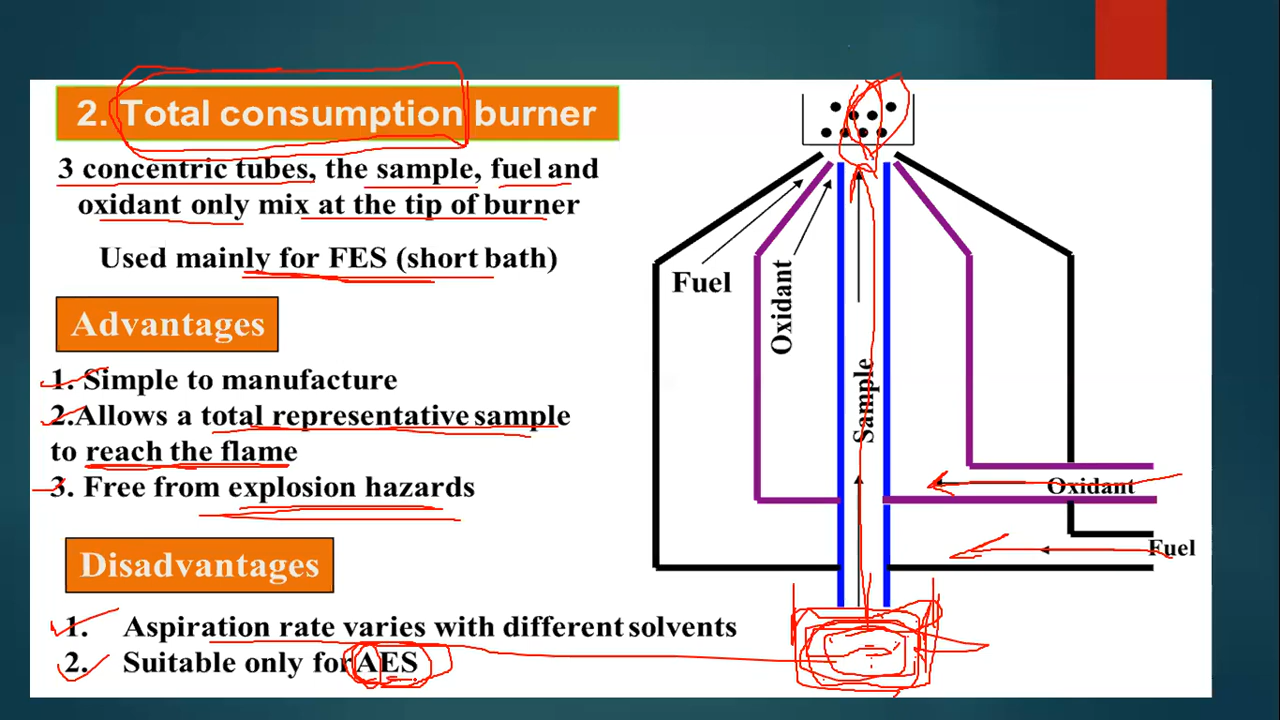 2. Total consumption burner
3 concentric tubes, the sample, fuel and
oxidant only mix at the tip of burner
Used mainly for FES (short bath)
Advantages
1. Simple to manufacture
2.Allows a total representative sample
to reach the flame
3. Free from explosion hazards
Disadvantages
1. Aspiration rate varies with different solvents
2. Suitable only for AES
Fuel
Oxidant
Sample
Oxidant
Fuel